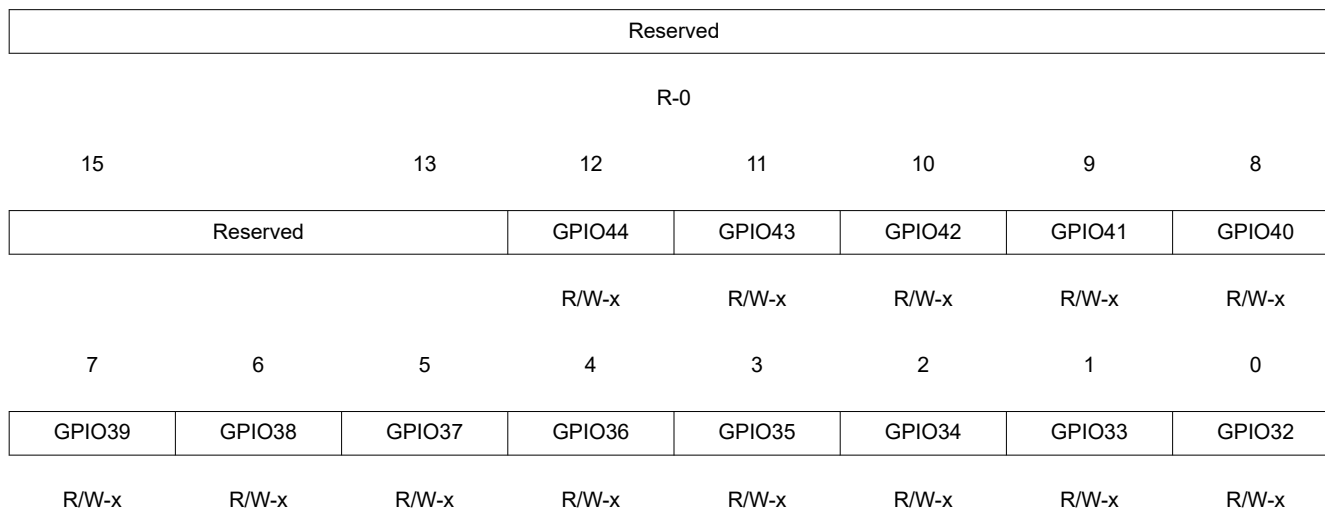 Reserved
R-0
15 13 12 11 10 9 8
Reserved GPIO44 GPIO43 GPIO42 GPIO41 GPIO40
R/W-x R/W-x R/W-x R/W-x R/W-x
7 6 5 4 3 2 1 0
GPIO39 GPIO38 GPIO37 GPIO36 GPIO35 GPIO34 GPIO33 GPIO32
R/W-x R/W-x R/W-x R/W-x R/W-x R/W-x R/W-x R/W-x